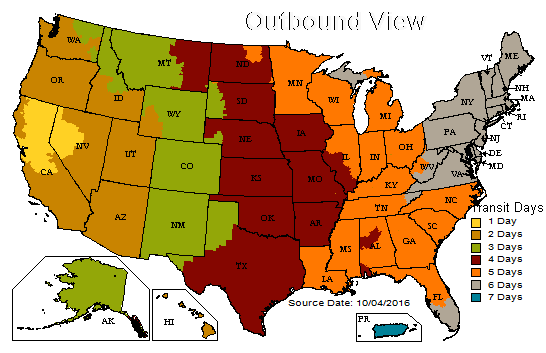 Outbound View
WA
MT
ND
MN
VT
ME
OR
ID
SD
WI
MI
NY
NH
MA
RI
CT
WY
NV
UT
CA
NE
IA
IL
IN
OH
PA
NJ
DE
MD
WV
VA
CO
KS
MO
KY
NC
TN
AZ
NM
OK
AR
SC
MS
AL
GA
TX
LA
FL
AK
HI
PR
Transit Days
1 Day
2 Days
3 Days
4 Days
5 Days
6 Days
7 Days
Source Date: 10/04/2016